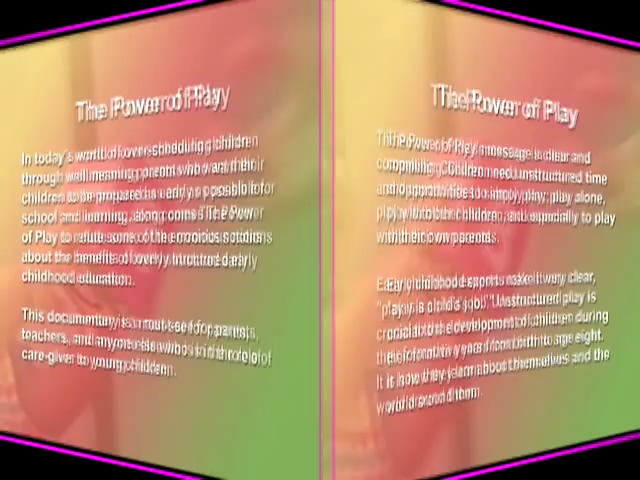 The Power of Play
In today's world of over-scheduling children
through well meaning parents who want their
children to be prepared as early as possible for
school and learning, along comes The Power
of Play to refute some of the erroneous notions
about the benefits of overly structured early
childhood education.
This documentary is a must-see for parents,
teachers, and anyone else who is in the role of
care-giver to young children.
The Power of Play
The Power of Play message is clear and
compelling. Children need unstructured time
and opportunities to simply play; play alone,
play with other children, and especially to play
with their own parents.
Early childhood experts make it very clear,
"play is a child's job." Unstructured play is
crucial to the development of children during
the formative years from birth to age eight.
It is how they learn about themselves and the
world around them.